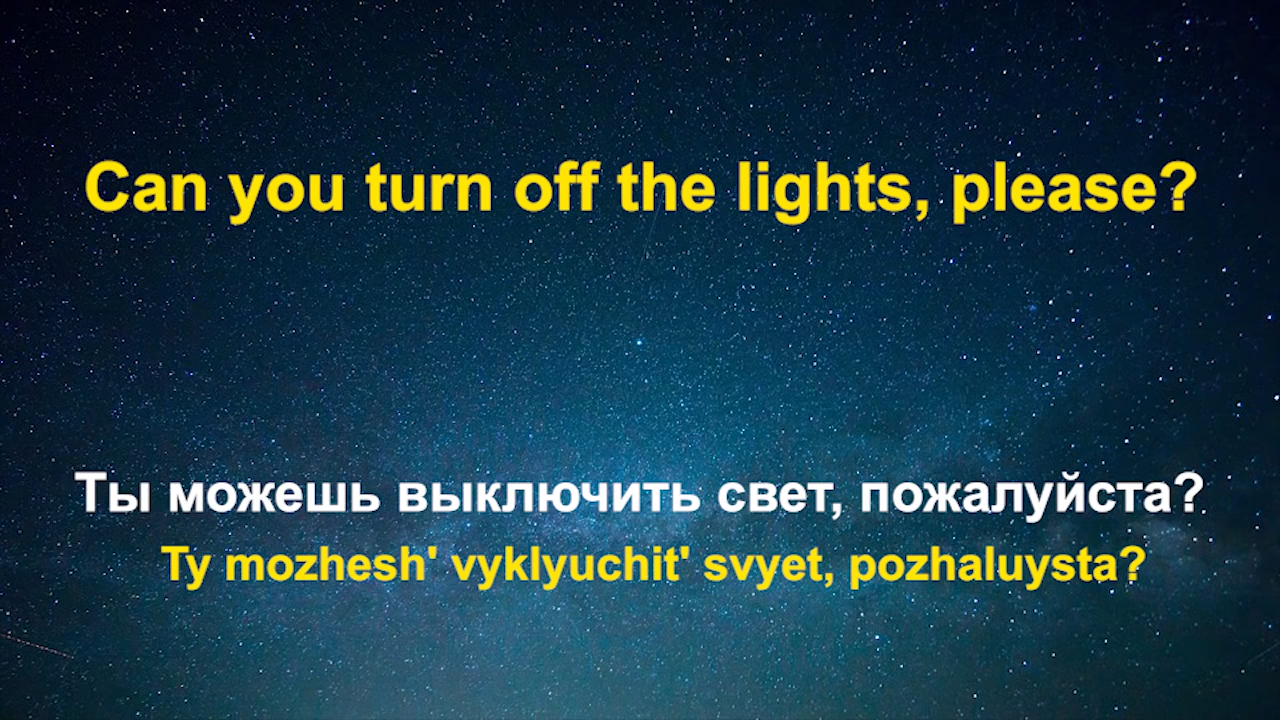 Can you turn off the lights, please?
Ты можешь выключить свет, пожалуйста?
Ty mozhesh' vyklyuchit' svyet, pozhaluysta?